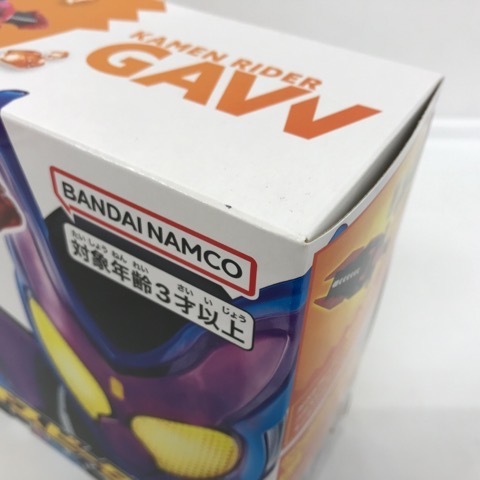 KAMEN RIDER
GAVV
BANDAI NAMCO
たいしょうねんれい さいいじょう
対象年齢3才以上